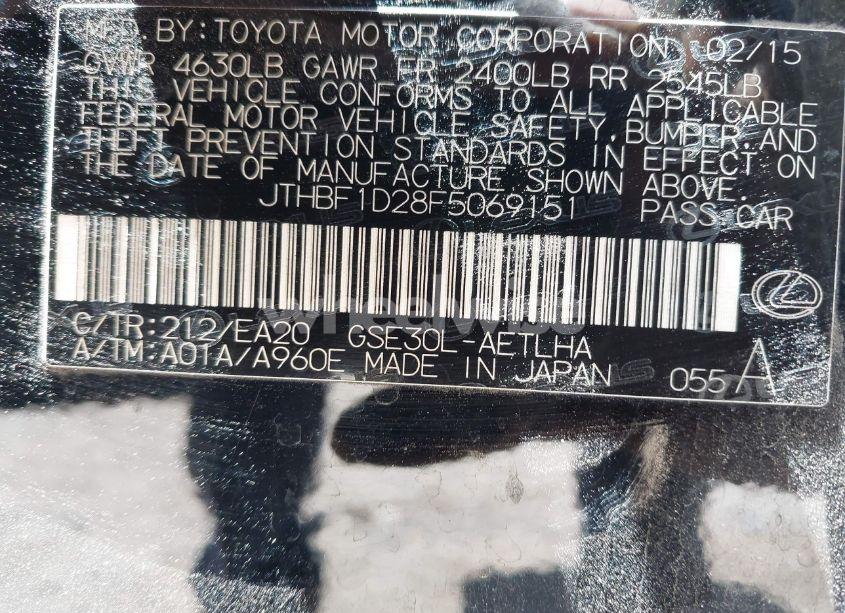 MFD. BY:TOYOTA MOTOR CORPORATION 02/15
GVWR 4630LB GAWR FR 2400LB RR 2545LB
THIS VEHICLE CONFORMS TO ALL APPLICABLE
FEDERAL MOTOR VEHICLE SAFETY,BUMPER,AND
THEFT PREVENTION STANDARDS IN EFFECT ON
THE DATE OF MANUFACTURE SHOWN ABOVE.
JTHBF1D28F5069151 PASS.CAR
wheelwise
C/TR:212/EA20 GSE30L-AETLHA
A/TM:A01A/A960E MADE IN JAPAN 055 A